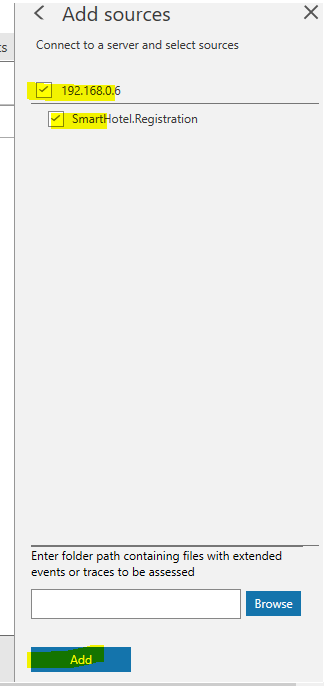 Add sources
ts
Connect to a server and select sources
192.168.0.6
SmartHotel.Registration
Enter folder path containing files with extended
events or traces to be assessed
Browse
Add